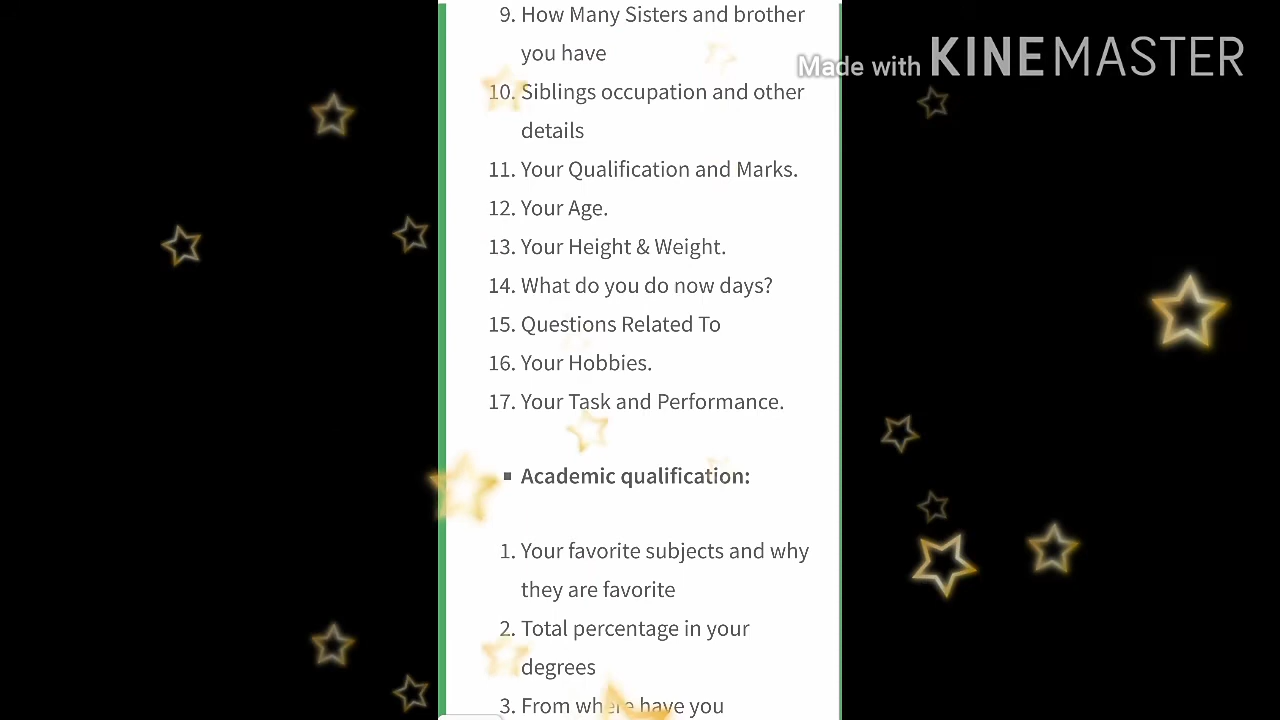 9. How Many Sisters and brother
you have
Made with KINEMASTER
10. Siblings occupation and other
details
11. Your Qualification and Marks.
12. Your Age.
13. Your Height & Weight.
14. What do you do now days?
15. Questions Related To
16. Your Hobbies.
17. Your Task and Performance.
▪ Academic qualification:
1. Your favorite subjects and why
they are favorite
2. Total percentage in your
degrees
3. From where have you